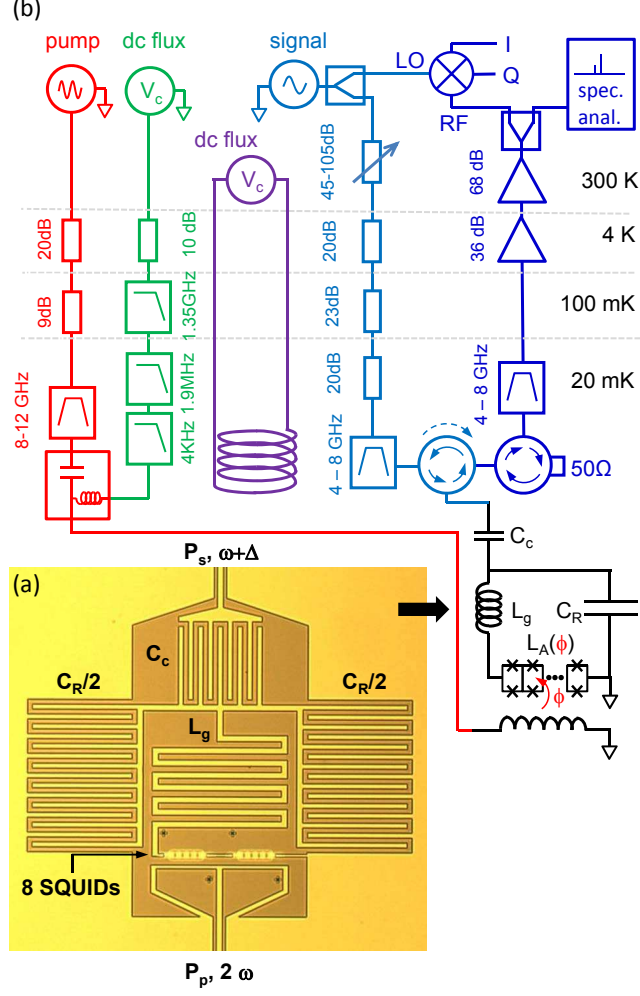 (b)
pump
dc flux
signal
V_c
LO
I
Q
RF
spec.
anal.
dc flux
V_c
45-105dB
68 dB
300 K
20dB
10 dB
20dB
36 dB
4 K
9dB
1.35GHz
23dB
100 mK
8-12 GHz
1.9MHz
20dB
4 – 8 GHz
20 mK
4KHz
4 – 8 GHz
50Ω
C_c
P_s, ω+Δ
(a)
L_g
C_R
C_c
L_A(ϕ)
C_R/2
C_R/2
ϕ
L_g
8 SQUIDs
P_p, 2 ω